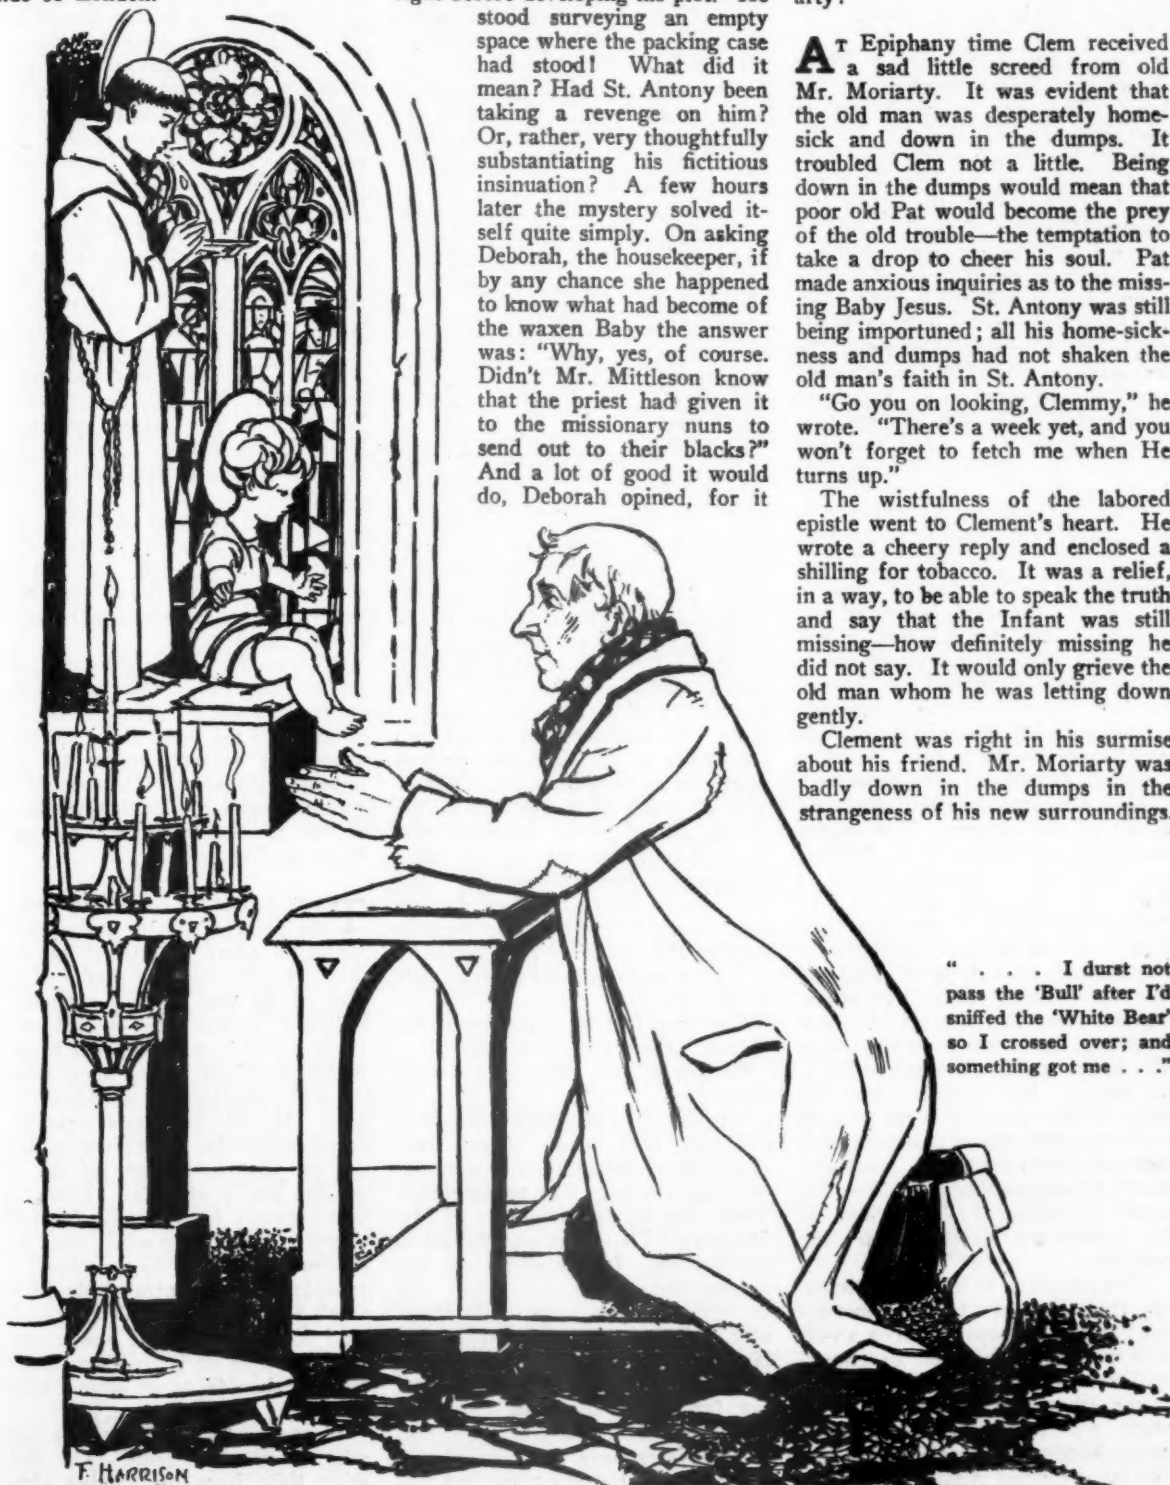 stood surveying an empty
space where the packing case
had stood! What did it
mean? Had St. Antony been
taking a revenge on him?
Or, rather, very thoughtfully
substantiating his fictitious
insinuation? A few hours
later the mystery solved it-
self quite simply. On asking
Deborah, the housekeeper, if
by any chance she happened
to know what had become of
the waxen Baby the answer
was: "Why, yes, of course.
Didn't Mr. Mittleson know
that the priest had given it
to the missionary nuns to
send out to their blacks?"
And a lot of good it would
do, Deborah opined, for it
AT Epiphany time Clem received
a sad little screed from old
Mr. Moriarty. It was evident that
the old man was desperately home-
sick and down in the dumps. It
troubled Clem not a little. Being
down in the dumps would mean that
poor old Pat would become the prey
of the old trouble—the temptation to
take a drop to cheer his soul. Pat
made anxious inquiries as to the miss-
ing Baby Jesus. St. Antony was still
being importuned; all his home-sick-
ness and dumps had not shaken the
old man's faith in St. Antony.
"Go you on looking, Clemmy," he
wrote. "There's a week yet, and you
won't forget to fetch me when He
turns up."
The wistfulness of the labored
epistle went to Clement's heart. He
wrote a cheery reply and enclosed a
shilling for tobacco. It was a relief,
in a way, to be able to speak the truth
and say that the Infant was still
missing—how definitely missing he
did not say. It would only grieve the
old man whom he was letting down
gently.
Clement was right in his surmise
about his friend. Mr. Moriarty was
badly down in the dumps in the
strangeness of his new surroundings.
" . . . I durst not
pass the 'Bull' after I'd
sniffed the 'White Bear'
so I crossed over; and
something got me . . ."
F. HARRISON